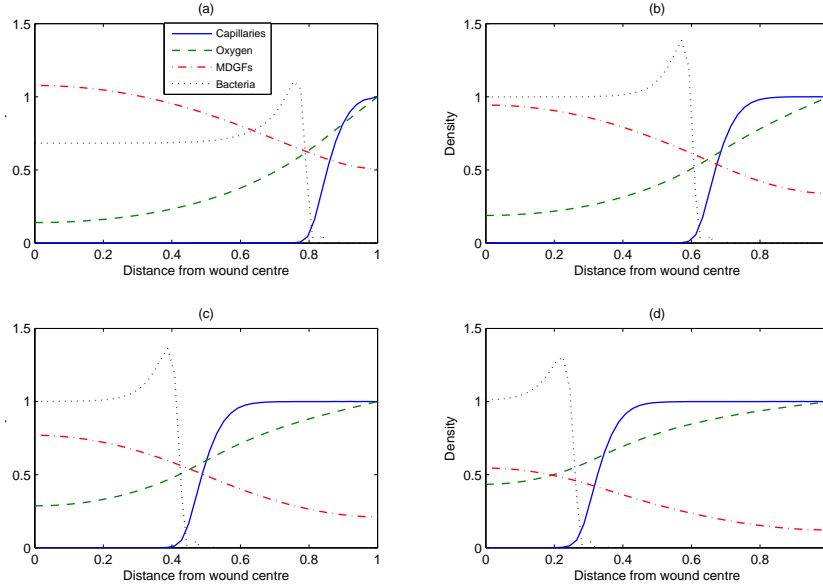 (a)
1.5
1
0.5
0
0 0.2 0.4 0.6 0.8 1
Distance from wound centre
Capillaries
Oxygen
MDGFs
Bacteria
(b)
1.5
1
0.5
0
Density
0 0.2 0.4 0.6 0.8
Distance from wound centre
(c)
1.5
1
0.5
0
0 0.2 0.4 0.6 0.8 1
Distance from wound centre
(d)
1.5
1
0.5
0
Density
0 0.2 0.4 0.6 0.8
Distance from wound centre